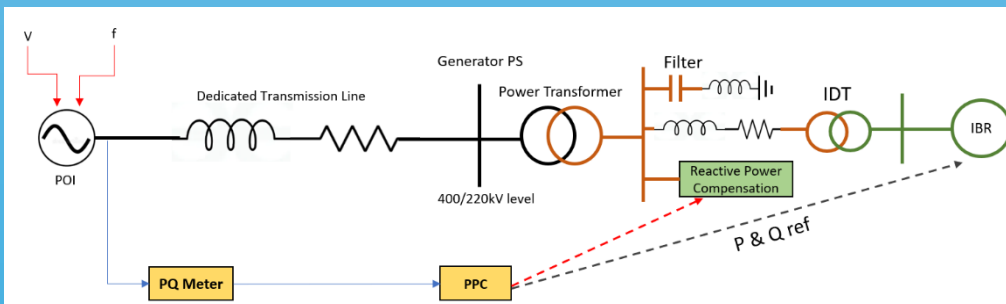 V
f
Generator PS
Filter
Dedicated Transmission Line
Power Transformer
IDT
IBR
POI
Reactive Power
Compensation
400/220kV level
P & Q ref
PQ Meter
PPC